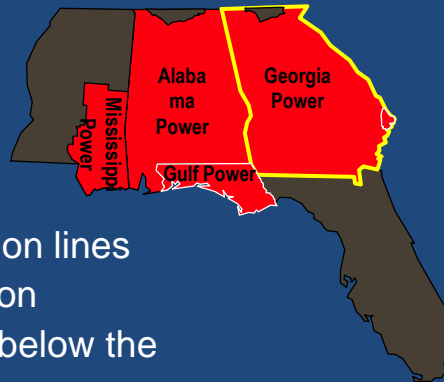 Alaba
ma
Power
Georgia
Power
Mississippi
Power
Gulf Power
on lines
on
below the